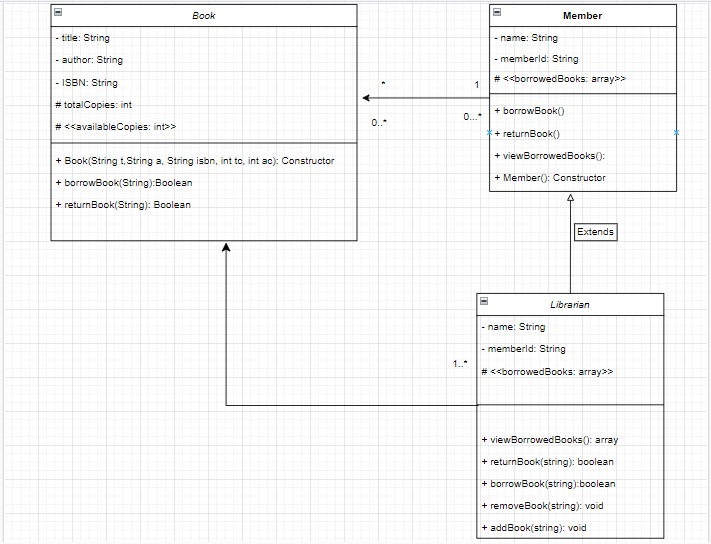 Book
- title: String
- author: String
- ISBN: String
# totalCopies: int
# <<availableCopies: int>>
+ Book(String t,String a, String isbn, int tc, int ac): Constructor
+ borrowBook(String):Boolean
+ returnBook(String): Boolean
*
1
0..*
0...*
Member
- name: String
- memberId: String
# <<borrowedBooks: array>>
+ borrowBook()
+ returnBook()
+ viewBorrowedBooks():
+ Member(): Constructor
Extends
1..*
Librarian
- name: String
- memberId: String
# <<borrowedBooks: array>>
+ viewBorrowedBooks(): array
+ returnBook(string): boolean
+ borrowBook(string):boolean
+ removeBook(string): void
+ addBook(string): void